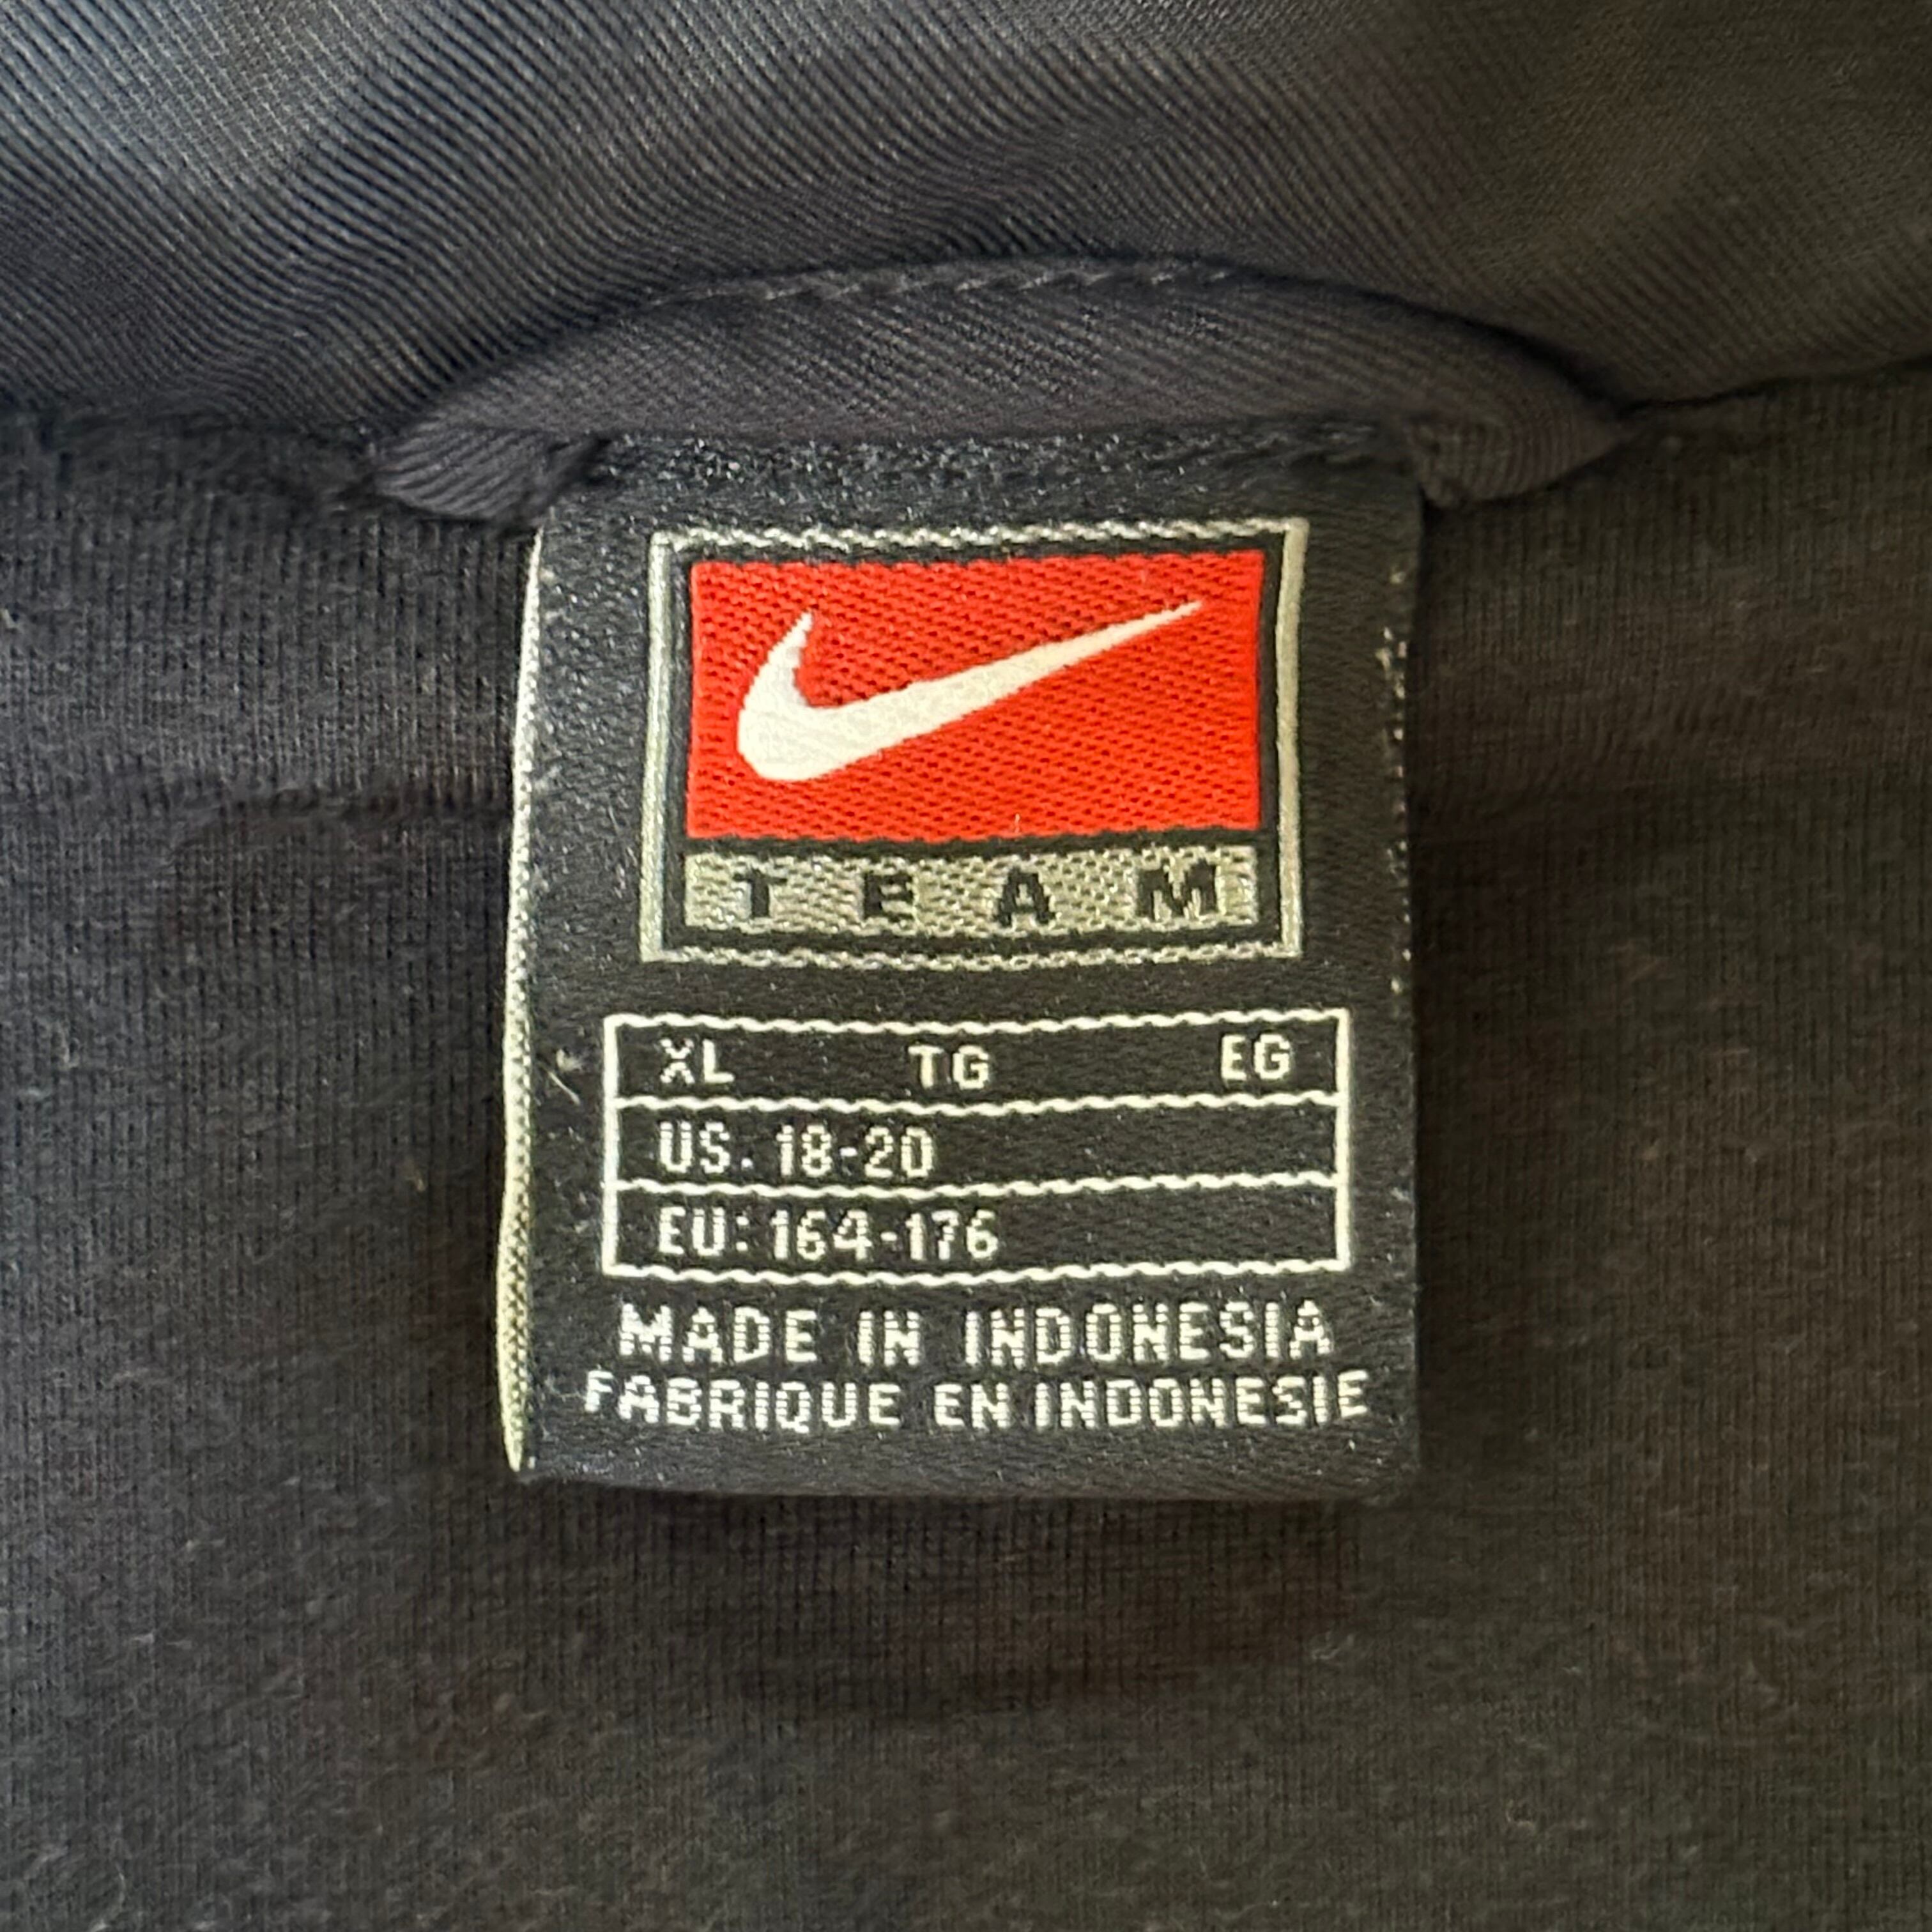 TEAM
XL TG EG
US. 18-20
EU: 164-176
MADE IN INDONESIA
FABRIQUE EN INDONESIE